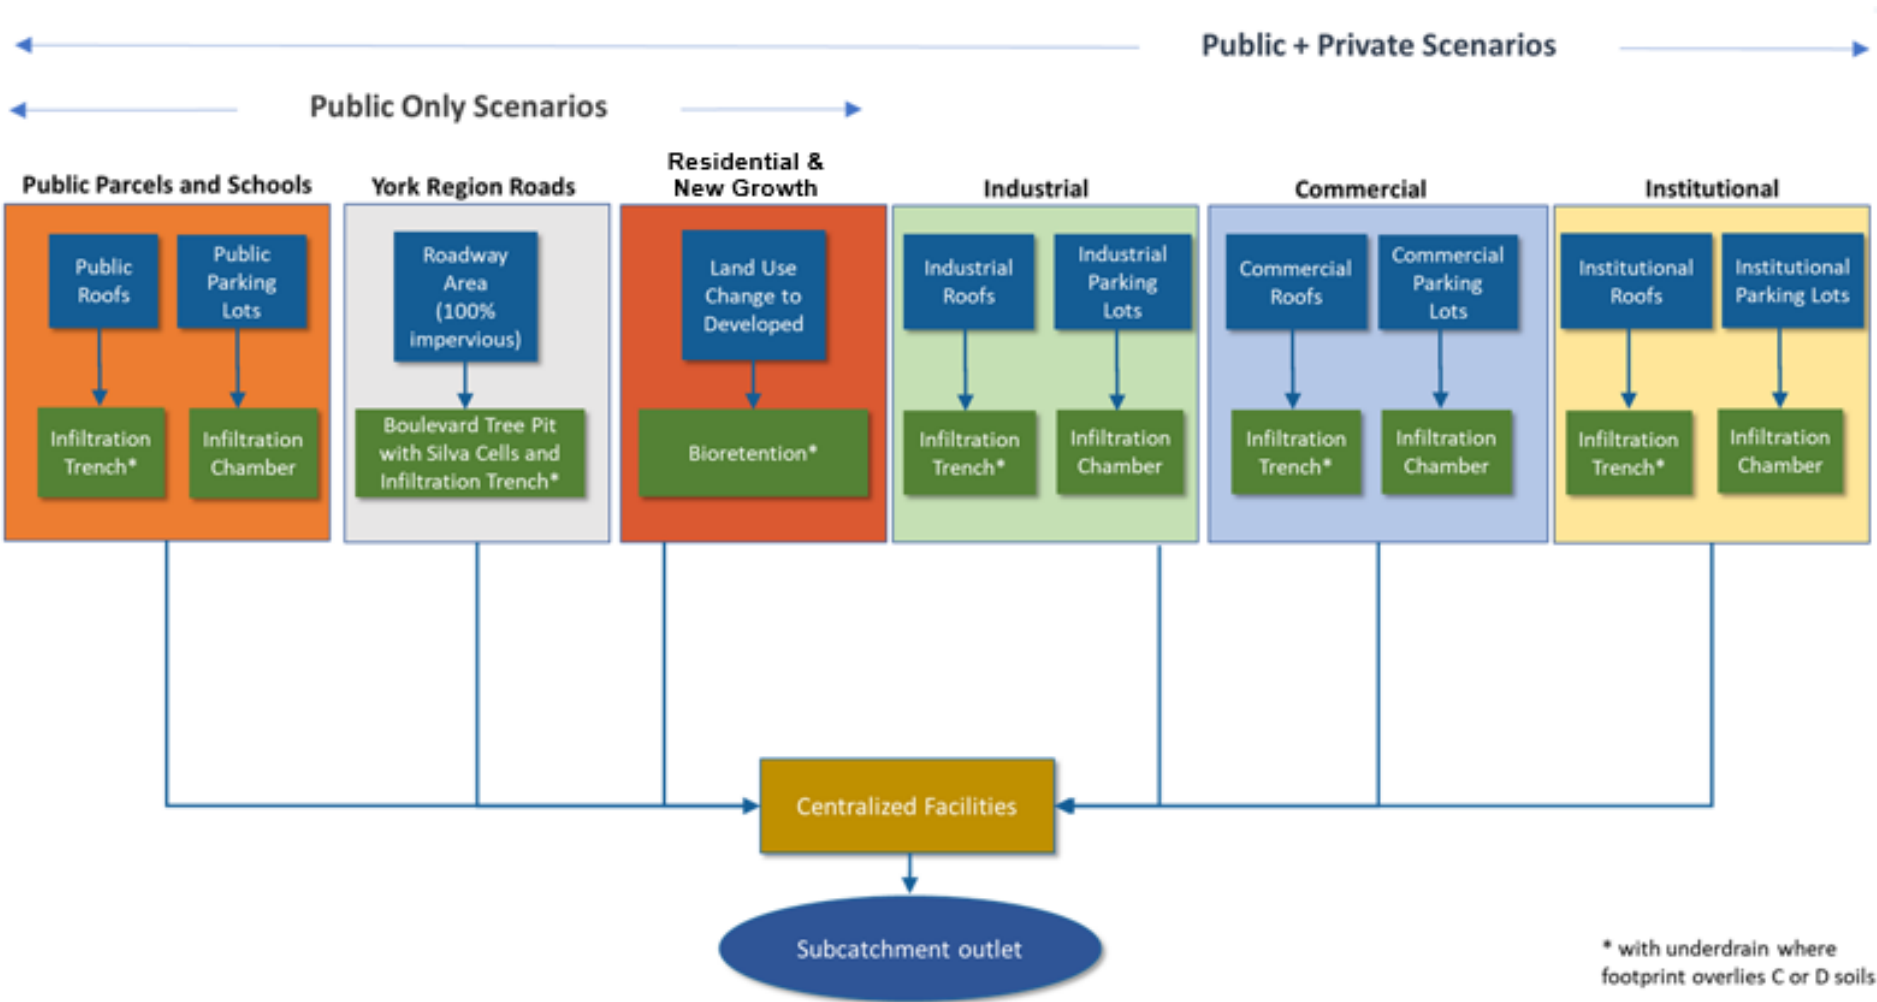 Public + Private Scenarios
Public Only Scenarios
Public Parcels and Schools
York Region Roads
Residential &
New Growth
Industrial
Commercial
Institutional
Public
Roofs
Public
Parking
Lots
Roadway
Area
(100%
impervious)
Land Use
Change to
Developed
Industrial
Roofs
Industrial
Parking
Lots
Commercial
Roofs
Commercial
Parking
Lots
Institutional
Roofs
Institutional
Parking Lots
Infiltration
Trench*
Infiltration
Chamber
Boulevard Tree Pit
with Silva Cells and
Infiltration Trench*
Bioretention*
Infiltration
Trench*
Infiltration
Chamber
Infiltration
Trench*
Infiltration
Chamber
Infiltration
Trench*
Infiltration
Chamber
Centralized Facilities
Subcatchment outlet
* with underdrain where
footprint overlies C or D soils